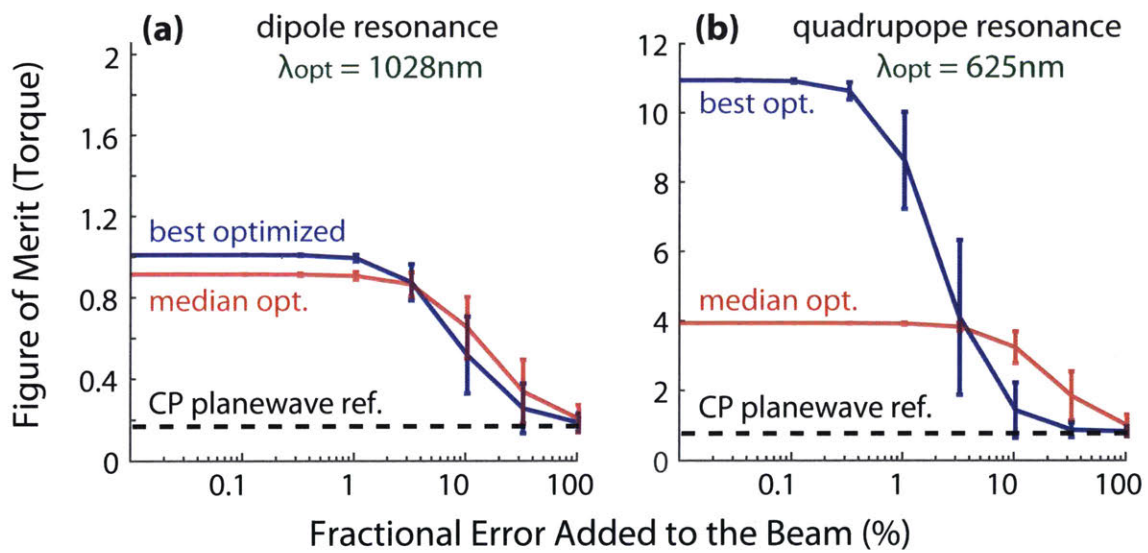 (a) dipole resonance
λopt = 1028nm
2
1.6
1.2
0.8
0.4
0
best optimized
median opt.
CP planewave ref.
0.1 1 10 100
(b) quadrupope resonance
λopt = 625nm
12
10
8
6
4
2
0
best opt.
median opt.
CP planewave ref.
0.1 1 10 100
Figure of Merit (Torque)
Fractional Error Added to the Beam (%)